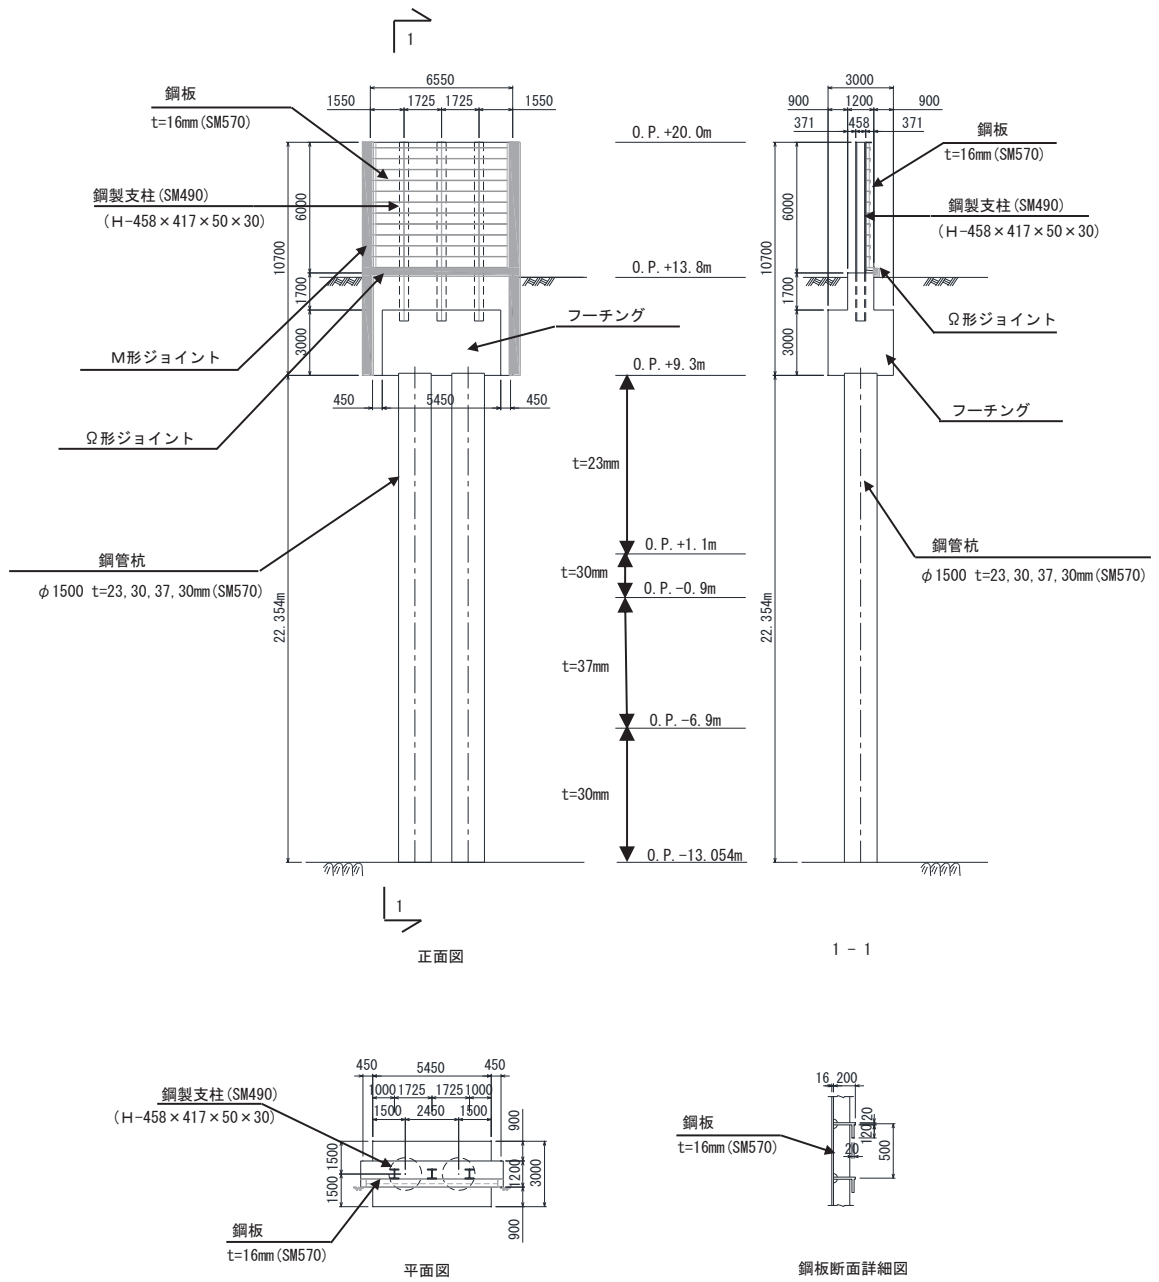 1
6550
1550
1725
1725
1550
鋼板
t=16mm(SM570)
鋼製支柱(SM490)
(H-458×417×50×30)
10700
6000
1700
3000
M形ジョイント
Ω形ジョイント
フーチング
450
5450
450
鋼管杭
φ1500 t=23,30,37,30mm(SM570)
22.354m
1
正面図
O.P.+20.0m
O.P.+13.8m
O.P.+9.3m
t=23mm
O.P.+1.1m
t=30mm
O.P.-0.9m
t=37mm
O.P.-6.9m
t=30mm
O.P.-13.054m
3000
900
1200
900
371
458
371
鋼板
t=16mm(SM570)
鋼製支柱(SM490)
(H-458×417×50×30)
10700
6000
1700
3000
Ω形ジョイント
フーチング
鋼管杭
φ1500 t=23,30,37,30mm(SM570)
22.354m
1 - 1
450
5450
450
1000
1725
1725
1000
1500
2450
1500
鋼製支柱(SM490)
(H-458×417×50×30)
1500
1500
900
1200
3000
900
鋼板
t=16mm(SM570)
平面図
16
200
鋼板
t=16mm(SM570)
20
120
20
500
鋼板断面詳細図